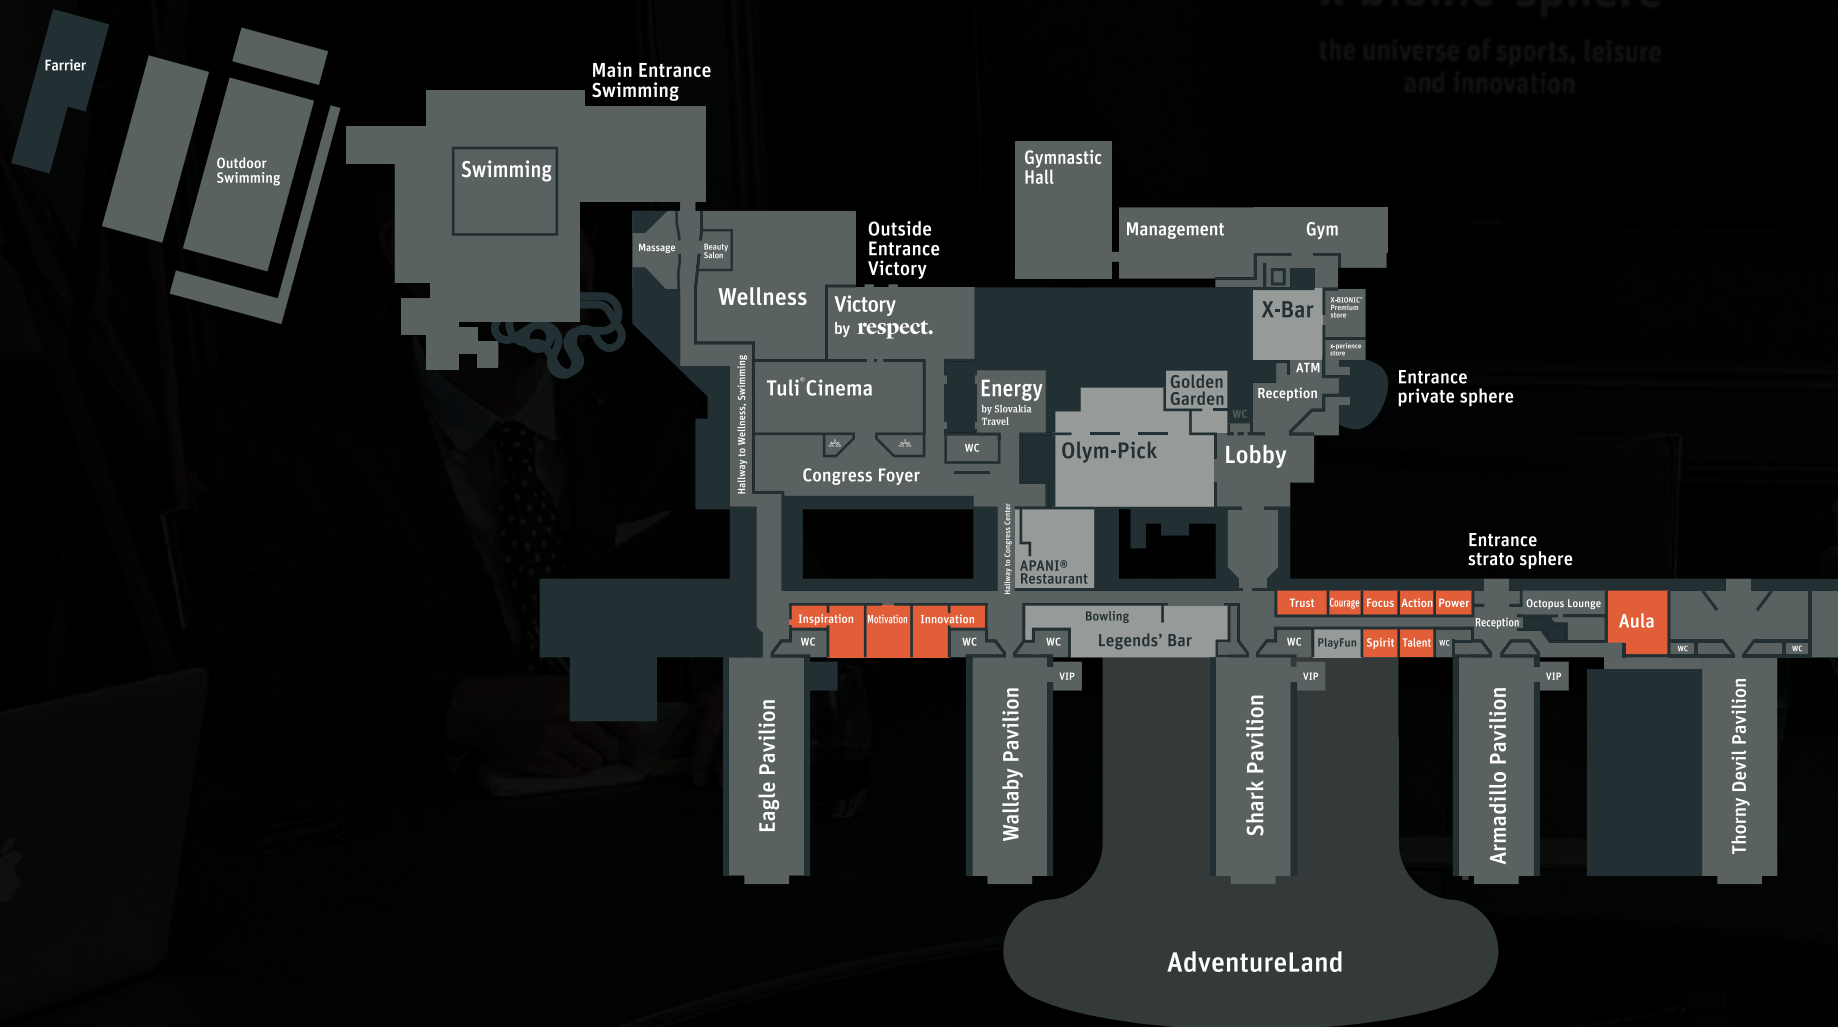 x-bionic sphere
the universe of sports, leisure
and innovation
Farrier
Main Entrance
Swimming
Outdoor
Swimming
Swimming
Gymnastic
Hall
Massage
Beauty
Salon
Outside
Entrance
Victory
Management
Gym
Wellness
Victory
by respect.
X-Bar
X-BIONIC®
Premium
store
x-perience
store
ATM
Entrance
private sphere
Hallway to Wellness, Swimming
Tuli® Cinema
Energy
by Slovakia
Travel
Golden
Garden
Reception
WC
WC
Olym-Pick
Lobby
Congress Foyer
Hallway to Congress Center
APANI®
Restaurant
Entrance
strato sphere
Inspiration
Motivation
Innovation
Bowling
Trust
Courage
Focus
Action
Power
Octopus Lounge
Reception
Aula
WC
WC
WC
Legends' Bar
WC
PlayFun
Spirit
Talent
WC
WC
WC
VIP
VIP
VIP
Eagle Pavilion
Wallaby Pavilion
Shark Pavilion
Armadillo Pavilion
Thorny Devil Pavilion
AdventureLand